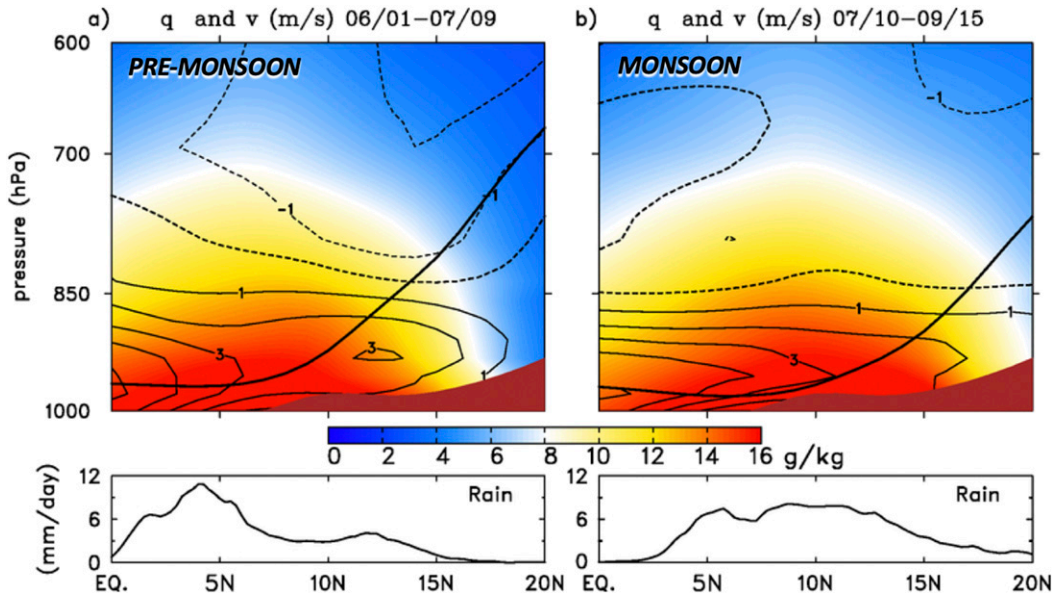 a) q and v (m/s) 06/01−07/09
b) q and v (m/s) 07/10−09/15
PRE-MONSOON
MONSOON
600
700
850
1000
pressure (hPa)
-1
-1
1
3
3
1
-1
1
1
3
0 2 4 6 8 10 12 14 16 g/kg
12
6
0
(mm/day)
Rain
EQ. 5N 10N 15N 20N
12
6
0
Rain
EQ. 5N 10N 15N 20N